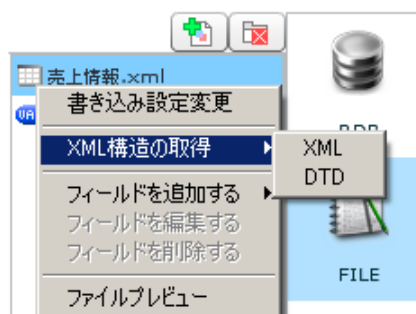 売上情報.xml
書き込み設定変更
XML構造の取得
XML
DTD
フィールドを追加する
フィールドを編集する
フィールドを削除する
ファイルプレビュー
FILE